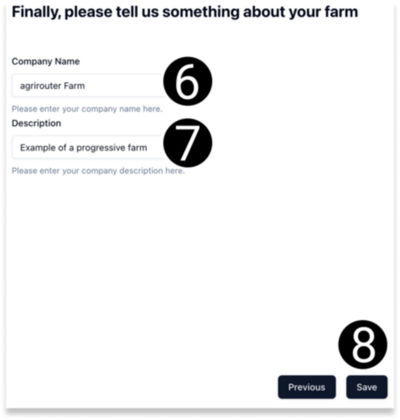 Finally, please tell us something about your farm
Company Name
agrirouter Farm
6
Please enter your company name here.
Description
Example of a progressive farm
7
Please enter your company description here.
8
Previous
Save